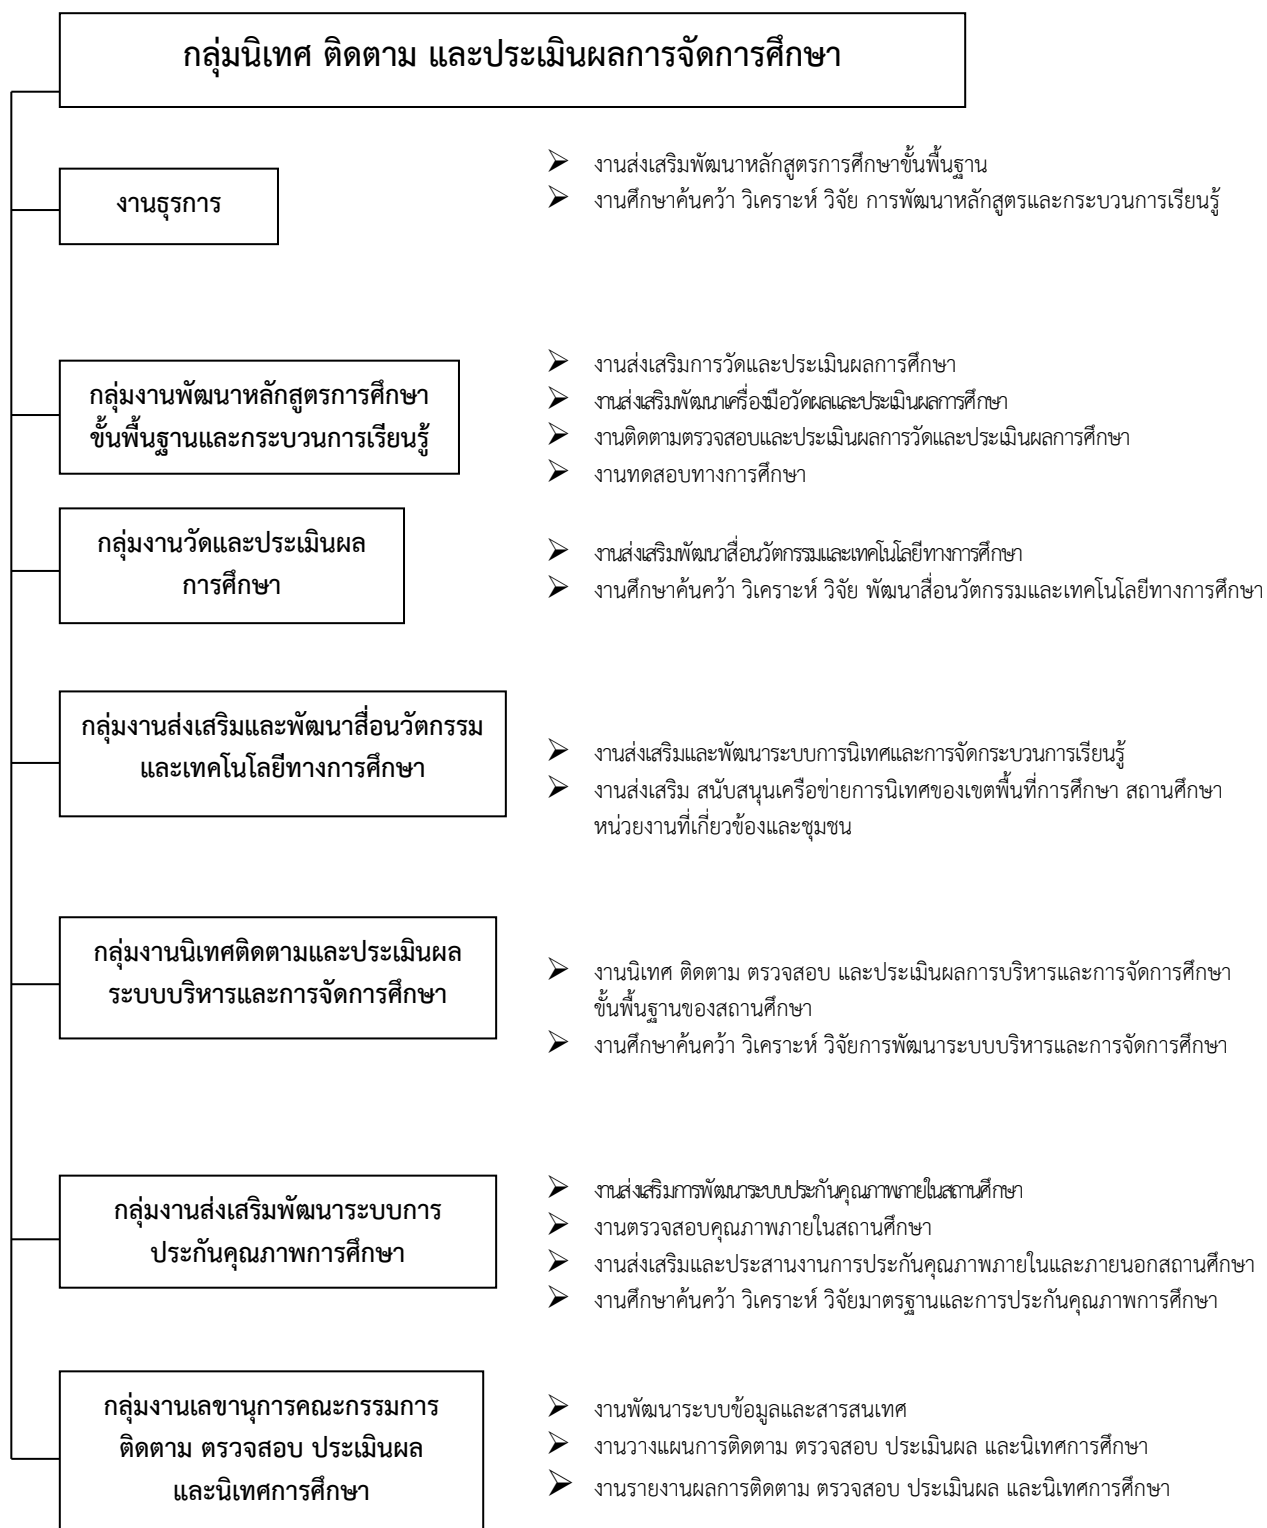 กลุ่มนิเทศ ติดตาม และประเมินผลการจัดการศึกษา
งานธุรการ
➢ งานส่งเสริมพัฒนาหลักสูตรการศึกษาขั้นพื้นฐาน
➢ งานศึกษาค้นคว้า วิเคราะห์ วิจัย การพัฒนาหลักสูตรและกระบวนการเรียนรู้
กลุ่มงานพัฒนาหลักสูตรการศึกษา
ขั้นพื้นฐานและกระบวนการเรียนรู้
➢ งานส่งเสริมการวัดและประเมินผลการศึกษา
➢ งานส่งเสริมพัฒนาเครื่องมือวัดผลและประเมินผลการศึกษา
➢ งานติดตามตรวจสอบและประเมินผลการวัดและประเมินผลการศึกษา
➢ งานทดสอบทางการศึกษา
กลุ่มงานวัดและประเมินผล
การศึกษา
➢ งานส่งเสริมพัฒนาสื่อนวัตกรรมและเทคโนโลยีทางการศึกษา
➢ งานศึกษาค้นคว้า วิเคราะห์ วิจัย พัฒนาสื่อนวัตกรรมและเทคโนโลยีทางการศึกษา
กลุ่มงานส่งเสริมและพัฒนาสื่อนวัตกรรม
และเทคโนโลยีทางการศึกษา
➢ งานส่งเสริมและพัฒนาระบบการนิเทศและการจัดกระบวนการเรียนรู้
➢ งานส่งเสริม สนับสนุนเครือข่ายการนิเทศของเขตพื้นที่การศึกษา สถานศึกษา
หน่วยงานที่เกี่ยวข้องและชุมชน
กลุ่มงานนิเทศติดตามและประเมินผล
ระบบบริหารและการจัดการศึกษา
➢ งานนิเทศ ติดตาม ตรวจสอบ และประเมินผลการบริหารและการจัดการศึกษา
ขั้นพื้นฐานของสถานศึกษา
➢ งานศึกษาค้นคว้า วิเคราะห์ วิจัยการพัฒนาระบบบริหารและการจัดการศึกษา
กลุ่มงานส่งเสริมพัฒนาระบบการ
ประกันคุณภาพการศึกษา
➢ งานส่งเสริมการพัฒนาระบบประกันคุณภาพภายในสถานศึกษา
➢ งานตรวจสอบคุณภาพภายในสถานศึกษา
➢ งานส่งเสริมและประสานงานการประกันคุณภาพภายในและภายนอกสถานศึกษา
➢ งานศึกษาค้นคว้า วิเคราะห์ วิจัยมาตรฐานและการประกันคุณภาพการศึกษา
กลุ่มงานเลขานุการคณะกรรมการ
ติดตาม ตรวจสอบ ประเมินผล
และนิเทศการศึกษา
➢ งานพัฒนาระบบข้อมูลและสารสนเทศ
➢ งานวางแผนการติดตาม ตรวจสอบ ประเมินผล และนิเทศการศึกษา
➢ งานรายงานผลการติดตาม ตรวจสอบ ประเมินผล และนิเทศการศึกษา